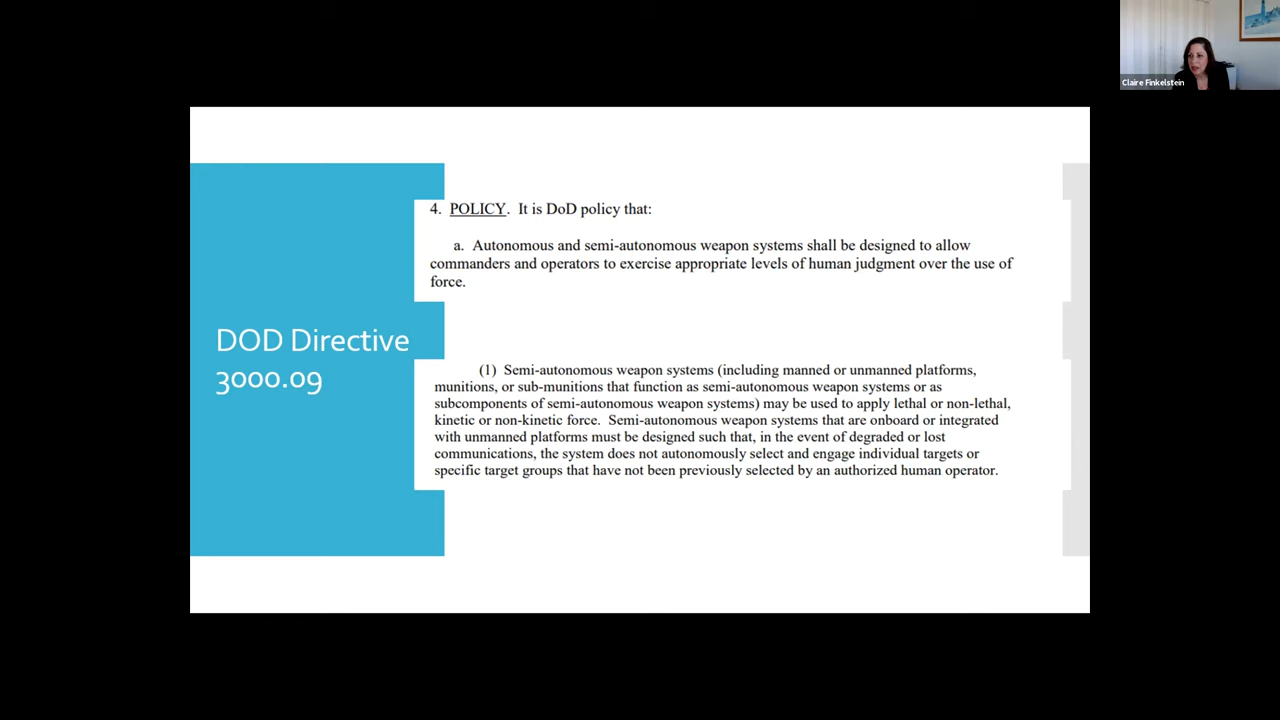 Claire Finkelstein
4. POLICY. It is DoD policy that:
a. Autonomous and semi-autonomous weapon systems shall be designed to allow
commanders and operators to exercise appropriate levels of human judgment over the use of
force.
DOD Directive
3000.09
(1) Semi-autonomous weapon systems (including manned or unmanned platforms,
munitions, or sub-munitions that function as semi-autonomous weapon systems or as
subcomponents of semi-autonomous weapon systems) may be used to apply lethal or non-lethal,
kinetic or non-kinetic force. Semi-autonomous weapon systems that are onboard or integrated
with unmanned platforms must be designed such that, in the event of degraded or lost
communications, the system does not autonomously select and engage individual targets or
specific target groups that have not been previously selected by an authorized human operator.